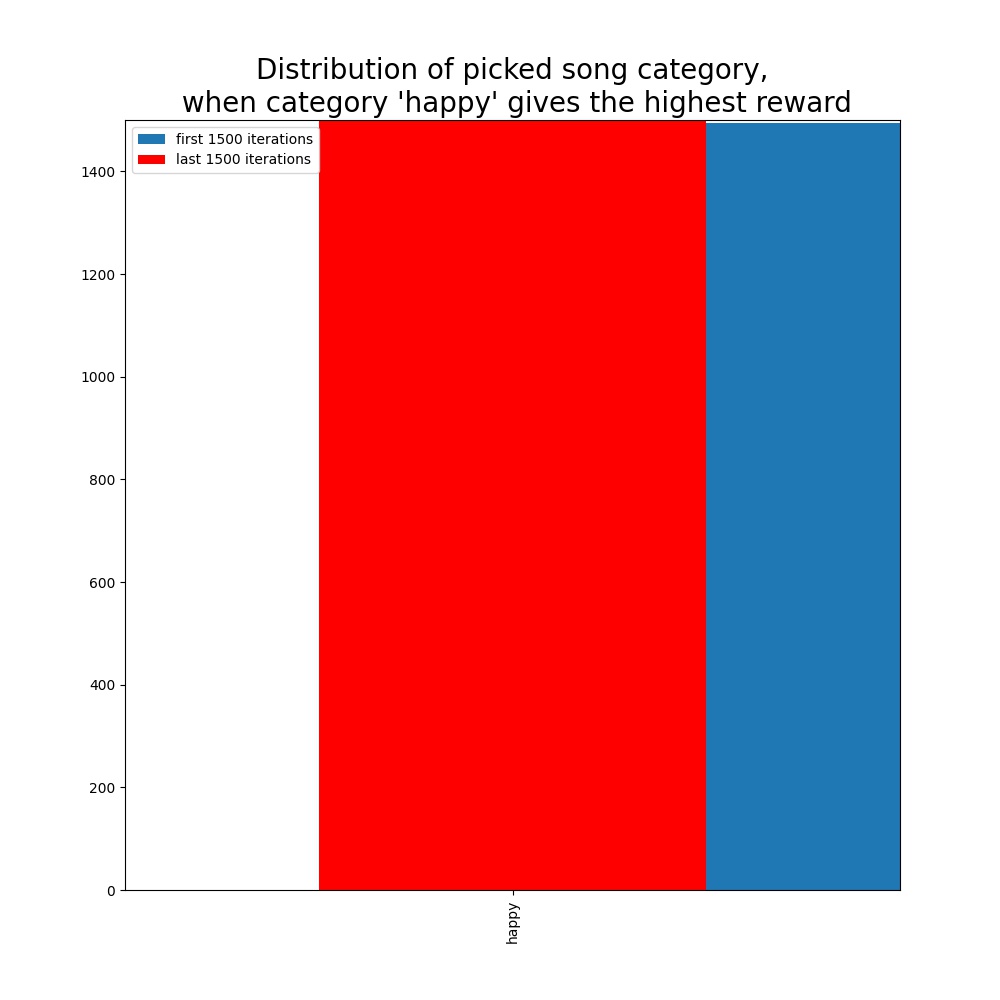 Distribution of picked song category,
when category 'happy' gives the highest reward
first 1500 iterations
last 1500 iterations
1400
1200
1000
800
600
400
200
0
happy